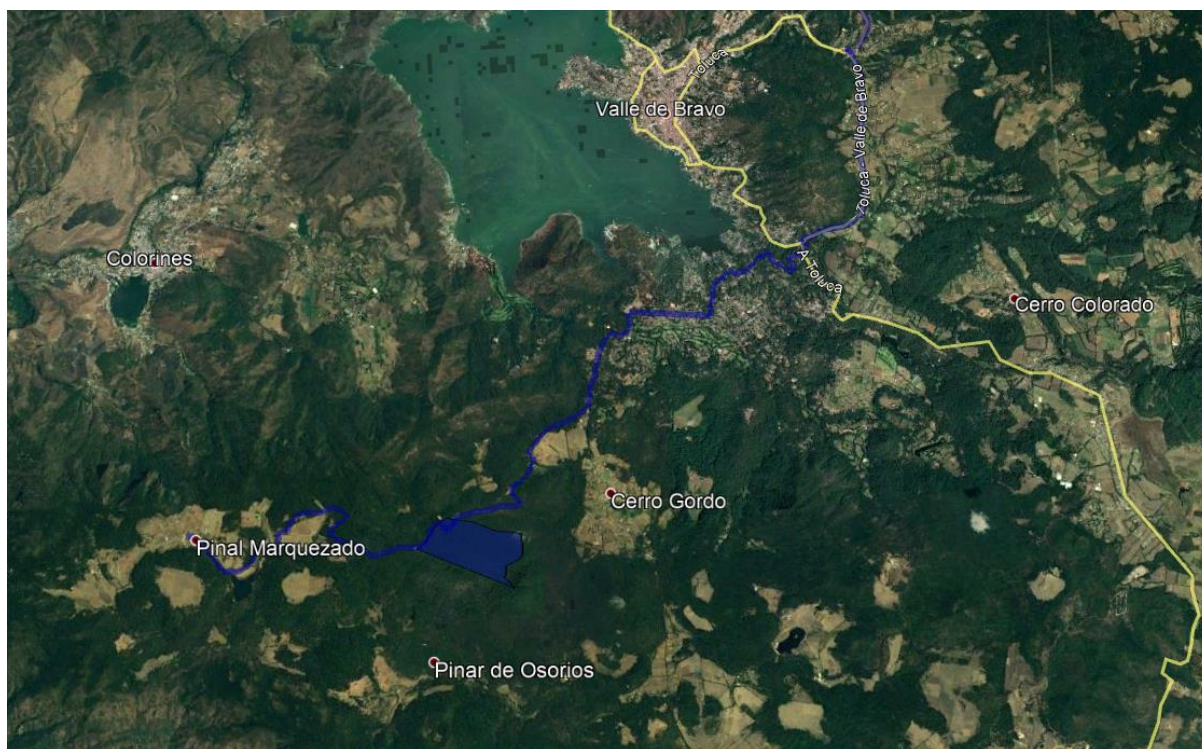 Toluca
Valle de Bravo
Toluca - Valle de Bravo
Colorines
A Toluca
Cerro Colorado
Cerro Gordo
Pinal Marquezado
Pinar de Osorios